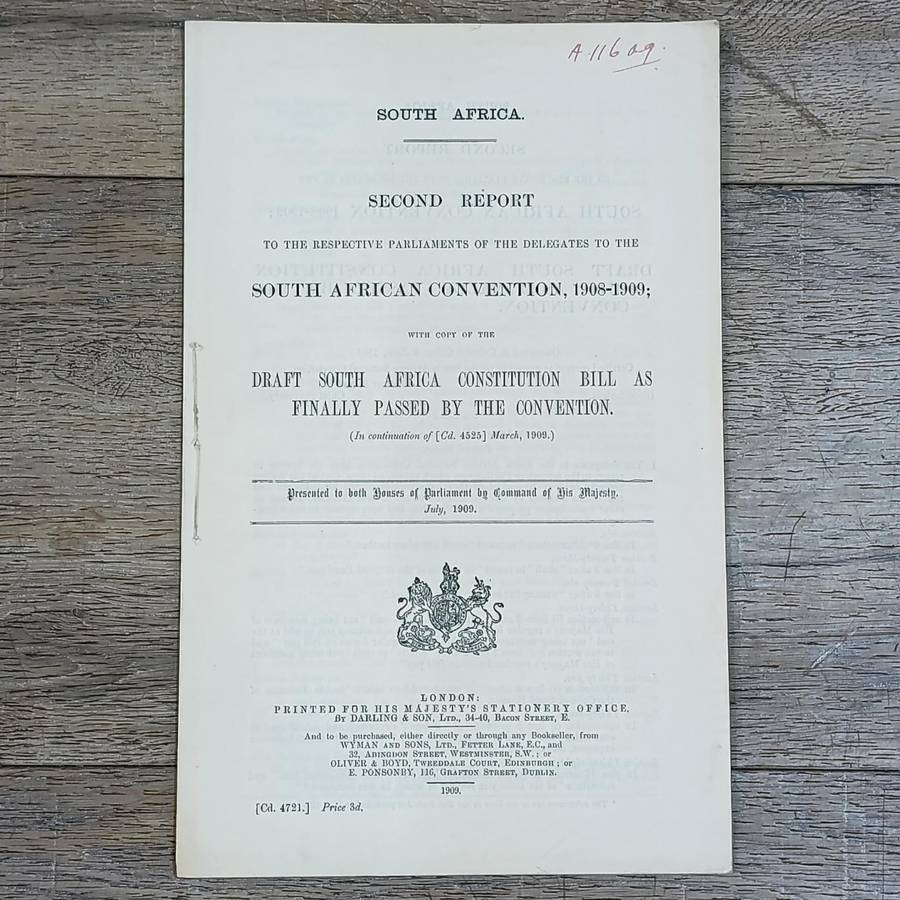 A.116 09.
SOUTH AFRICA.
SECOND REPORT
TO THE RESPECTIVE PARLIAMENTS OF THE DELEGATES TO THE
SOUTH AFRICAN CONVENTION, 1908-1909;
WITH COPY OF THE
DRAFT SOUTH AFRICA CONSTITUTION BILL AS
FINALLY PASSED BY THE CONVENTION.
(In continuation of [Cd. 4525] March, 1909.)
Presented to both Houses of Parliament by Command of His Majesty.
July, 1909.
LONDON:
PRINTED FOR HIS MAJESTY'S STATIONERY OFFICE,
By DARLING & SON, Ltd., 34-40, Bacon Street, E.
And to be purchased, either directly or through any Bookseller, from
WYMAN AND SONS, Ltd., Fetter Lane, E.C., and
32, Abingdon Street, Westminster, S.W.; or
OLIVER & BOYD, Tweeddale Court, Edinburgh; or
E. PONSONBY, 116, Grafton Street, Dublin.
1909.
[Cd. 4721.] Price 3d.